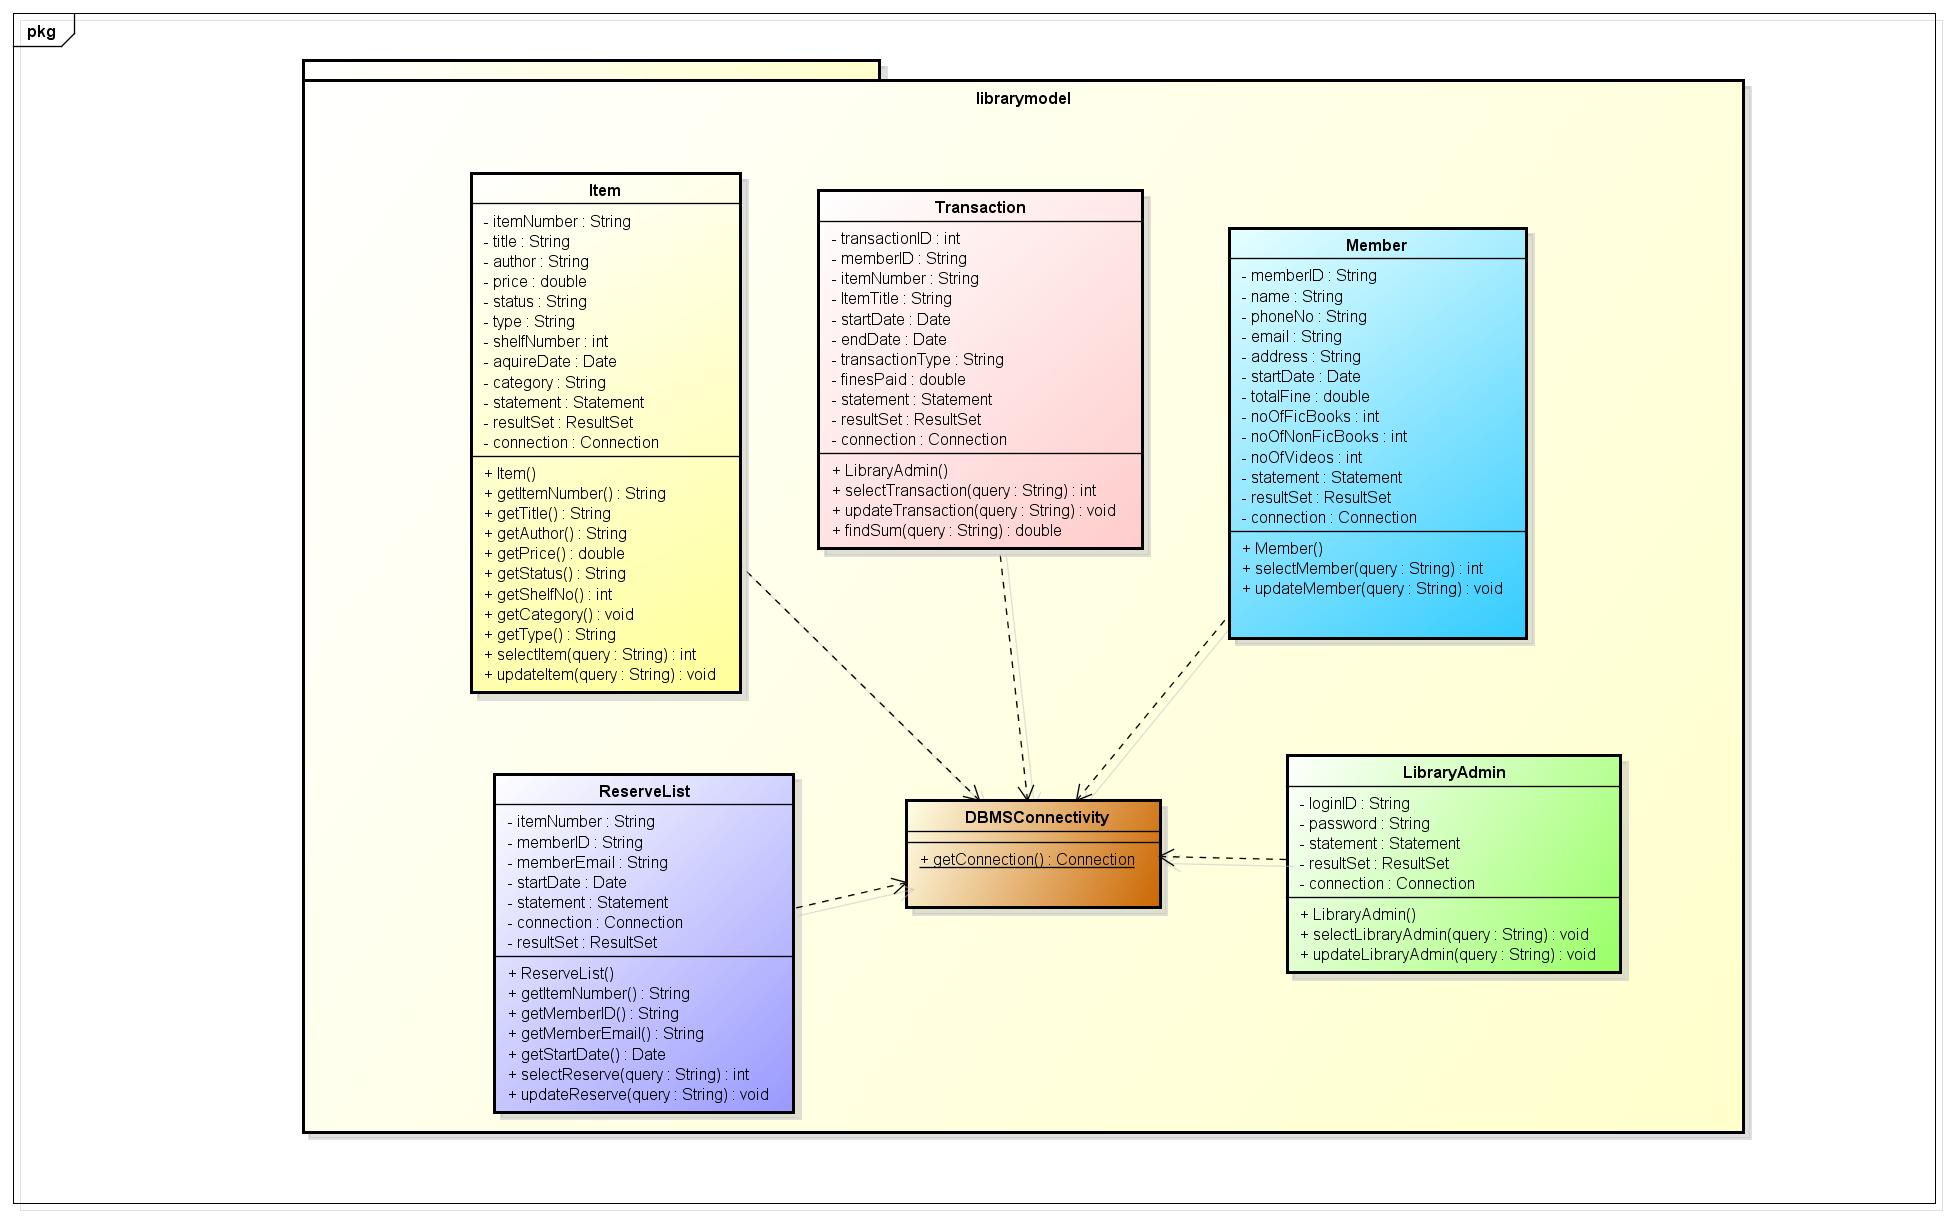 pkg
librarymodel
Item
- itemNumber : String
- title : String
- author : String
- price : double
- status : String
- type : String
- shelfNumber : int
- aquireDate : Date
- category : String
- statement : Statement
- resultSet : ResultSet
- connection : Connection
+ Item()
+ getItemNumber() : String
+ getTitle() : String
+ getAuthor() : String
+ getPrice() : double
+ getStatus() : String
+ getShelfNo() : int
+ getCategory() : void
+ getType() : String
+ selectItem(query : String) : int
+ updateItem(query : String) : void
Transaction
- transactionID : int
- memberID : String
- itemNumber : String
- ItemTitle : String
- startDate : Date
- endDate : Date
- transactionType : String
- finesPaid : double
- statement : Statement
- resultSet : ResultSet
- connection : Connection
+ LibraryAdmin()
+ selectTransaction(query : String) : int
+ updateTransaction(query : String) : void
+ findSum(query : String) : double
Member
- memberID : String
- name : String
- phoneNo : String
- email : String
- address : String
- startDate : Date
- totalFine : double
- noOfFicBooks : int
- noOfNonFicBooks : int
- noOfVideos : int
- statement : Statement
- resultSet : ResultSet
- connection : Connection
+ Member()
+ selectMember(query : String) : int
+ updateMember(query : String) : void
ReserveList
- itemNumber : String
- memberID : String
- memberEmail : String
- startDate : Date
- statement : Statement
- connection : Connection
- resultSet : ResultSet
+ ReserveList()
+ getItemNumber() : String
+ getMemberID() : String
+ getMemberEmail() : String
+ getStartDate() : Date
+ selectReserve(query : String) : int
+ updateReserve(query : String) : void
DBMSConnectivity
+ getConnection() : Connection
LibraryAdmin
- loginID : String
- password : String
- statement : Statement
- resultSet : ResultSet
- connection : Connection
+ LibraryAdmin()
+ selectLibraryAdmin(query : String) : void
+ updateLibraryAdmin(query : String) : void